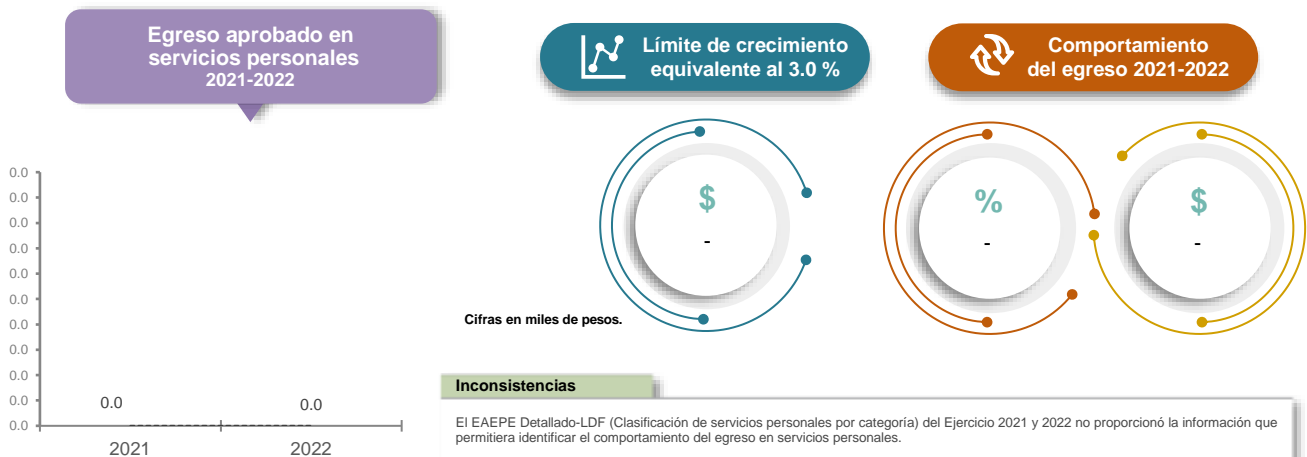 Egreso aprobado en
servicios personales
2021-2022
Límite de crecimiento
equivalente al 3.0 %
Comportamiento
del egreso 2021-2022
0.0
0.0
0.0
0.0
0.0
0.0
0.0
0.0
0.0
0.0
0.0
0.0
0.0
2021
2022
$
-
%
-
$
-
Cifras en miles de pesos.
Inconsistencias
El EAEPE Detallado-LDF (Clasificación de servicios personales por categoría) del Ejercicio 2021 y 2022 no proporcionó la información que
permitiera identificar el comportamiento del egreso en servicios personales.